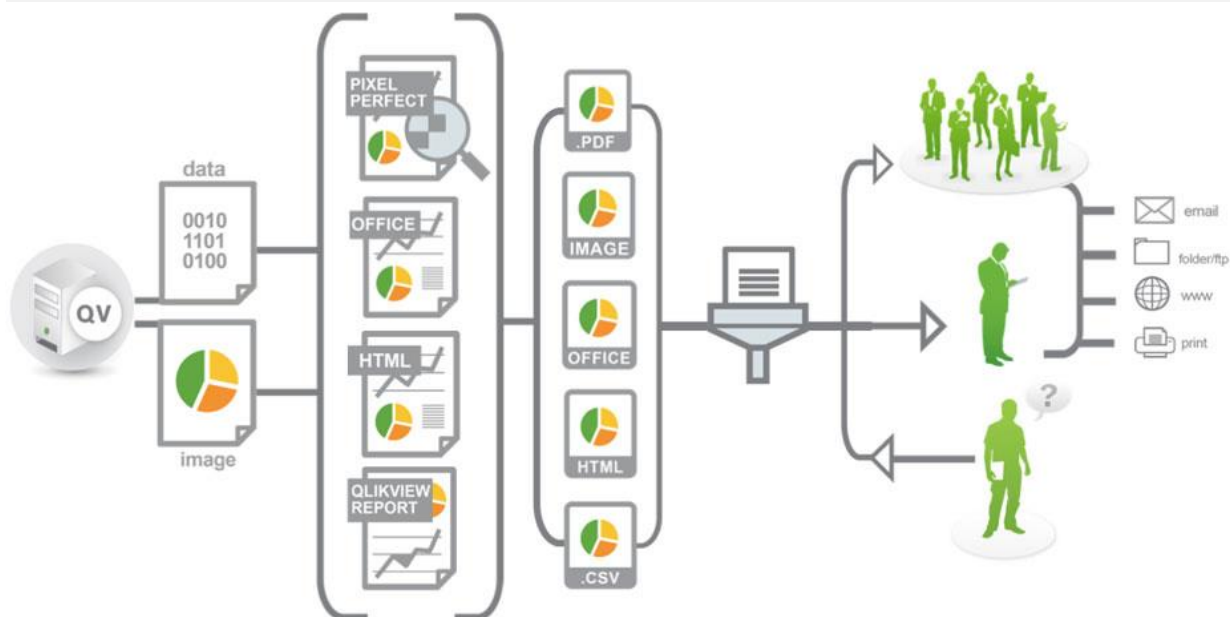 QV
data
0010
1101
0100
image
PIXEL
PERFECT
OFFICE
HTML
QLIKVIEW
REPORT
.PDF
IMAGE
OFFICE
HTML
.CSV
email
folder/ftp
www
print
?